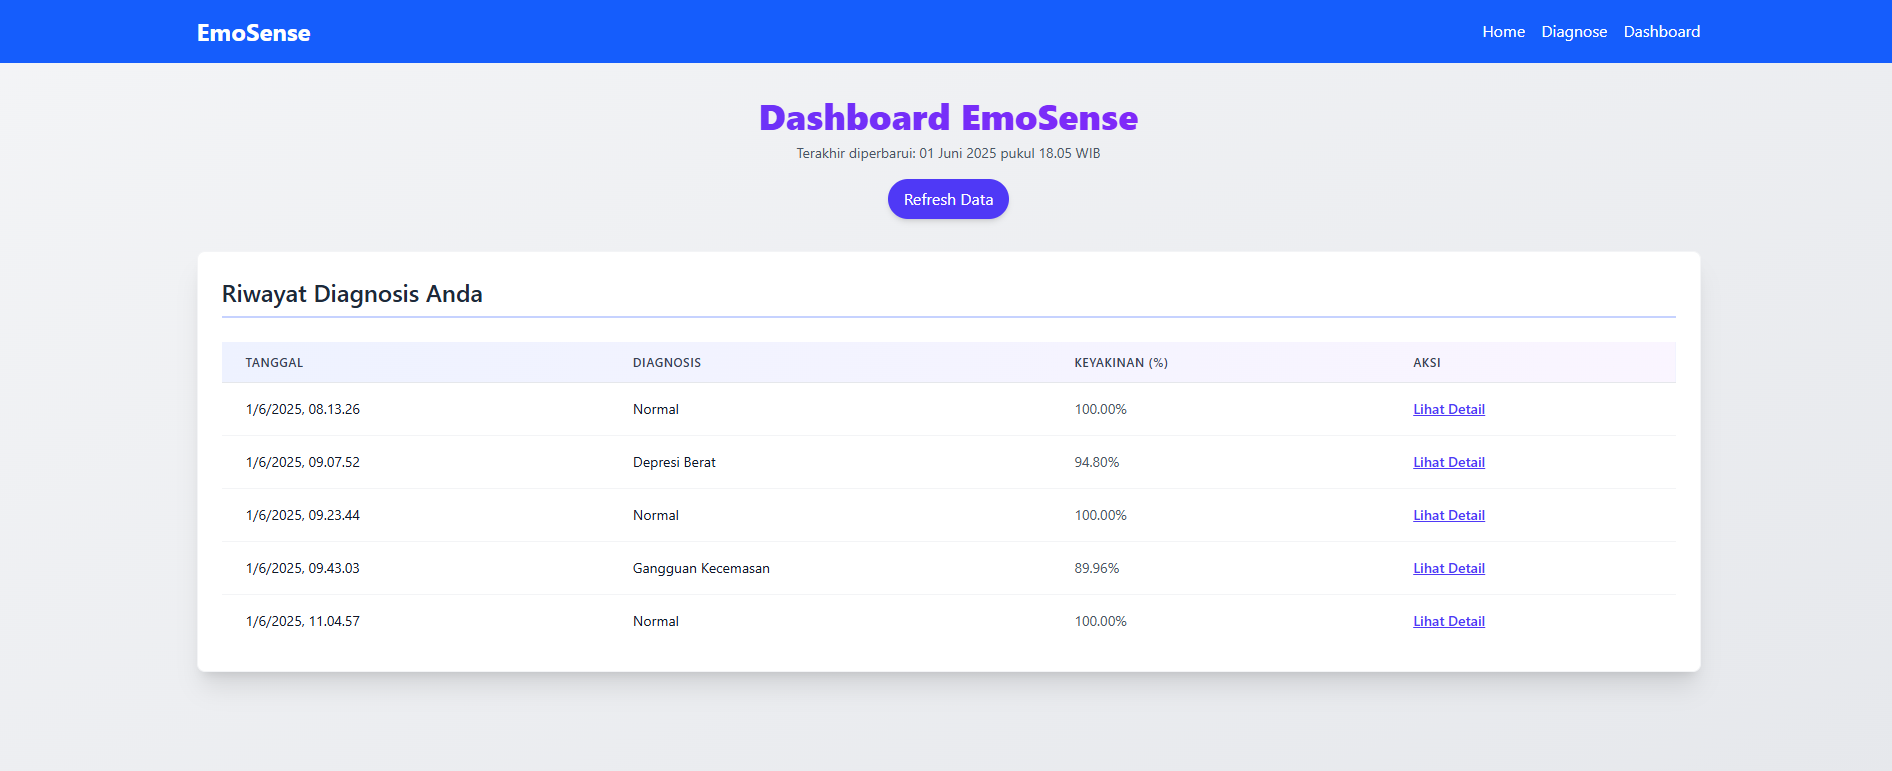 EmoSense Home Diagnose Dashboard
Dashboard EmoSense
Terakhir diperbarui: 01 Juni 2025 pukul 18.05 WIB
Refresh Data
Riwayat Diagnosis Anda
TANGGAL DIAGNOSIS KEYAKINAN (%) AKSI
1/6/2025, 08.13.26 Normal 100.00% Lihat Detail
1/6/2025, 09.07.52 Depresi Berat 94.80% Lihat Detail
1/6/2025, 09.23.44 Normal 100.00% Lihat Detail
1/6/2025, 09.43.03 Gangguan Kecemasan 89.96% Lihat Detail
1/6/2025, 11.04.57 Normal 100.00% Lihat Detail